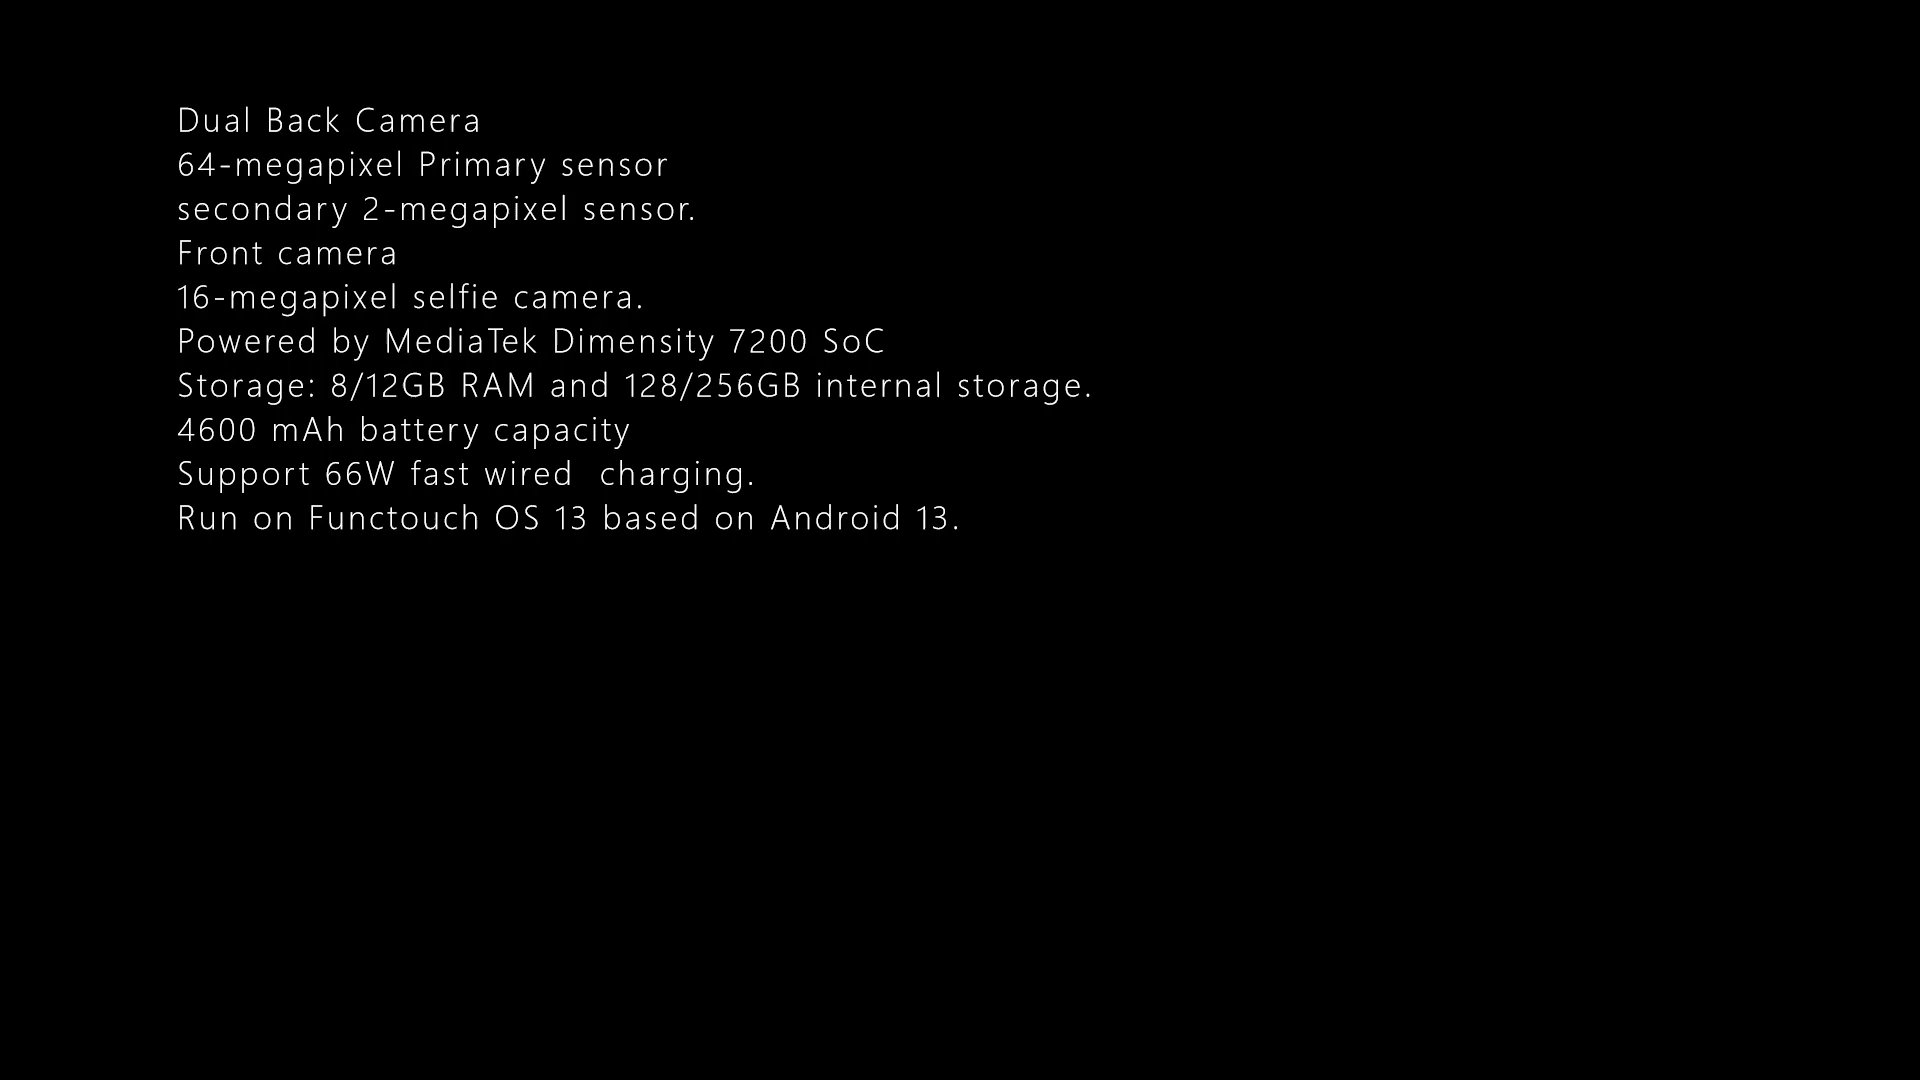 Dual Back Camera
64-megapixel Primary sensor
secondary 2-megapixel sensor.
Front camera
16-megapixel selfie camera.
Powered by MediaTek Dimensity 7200 SoC
Storage: 8/12GB RAM and 128/256GB internal storage.
4600 mAh battery capacity
Support 66W fast wired  charging.
Run on Functouch OS 13 based on Android 13.